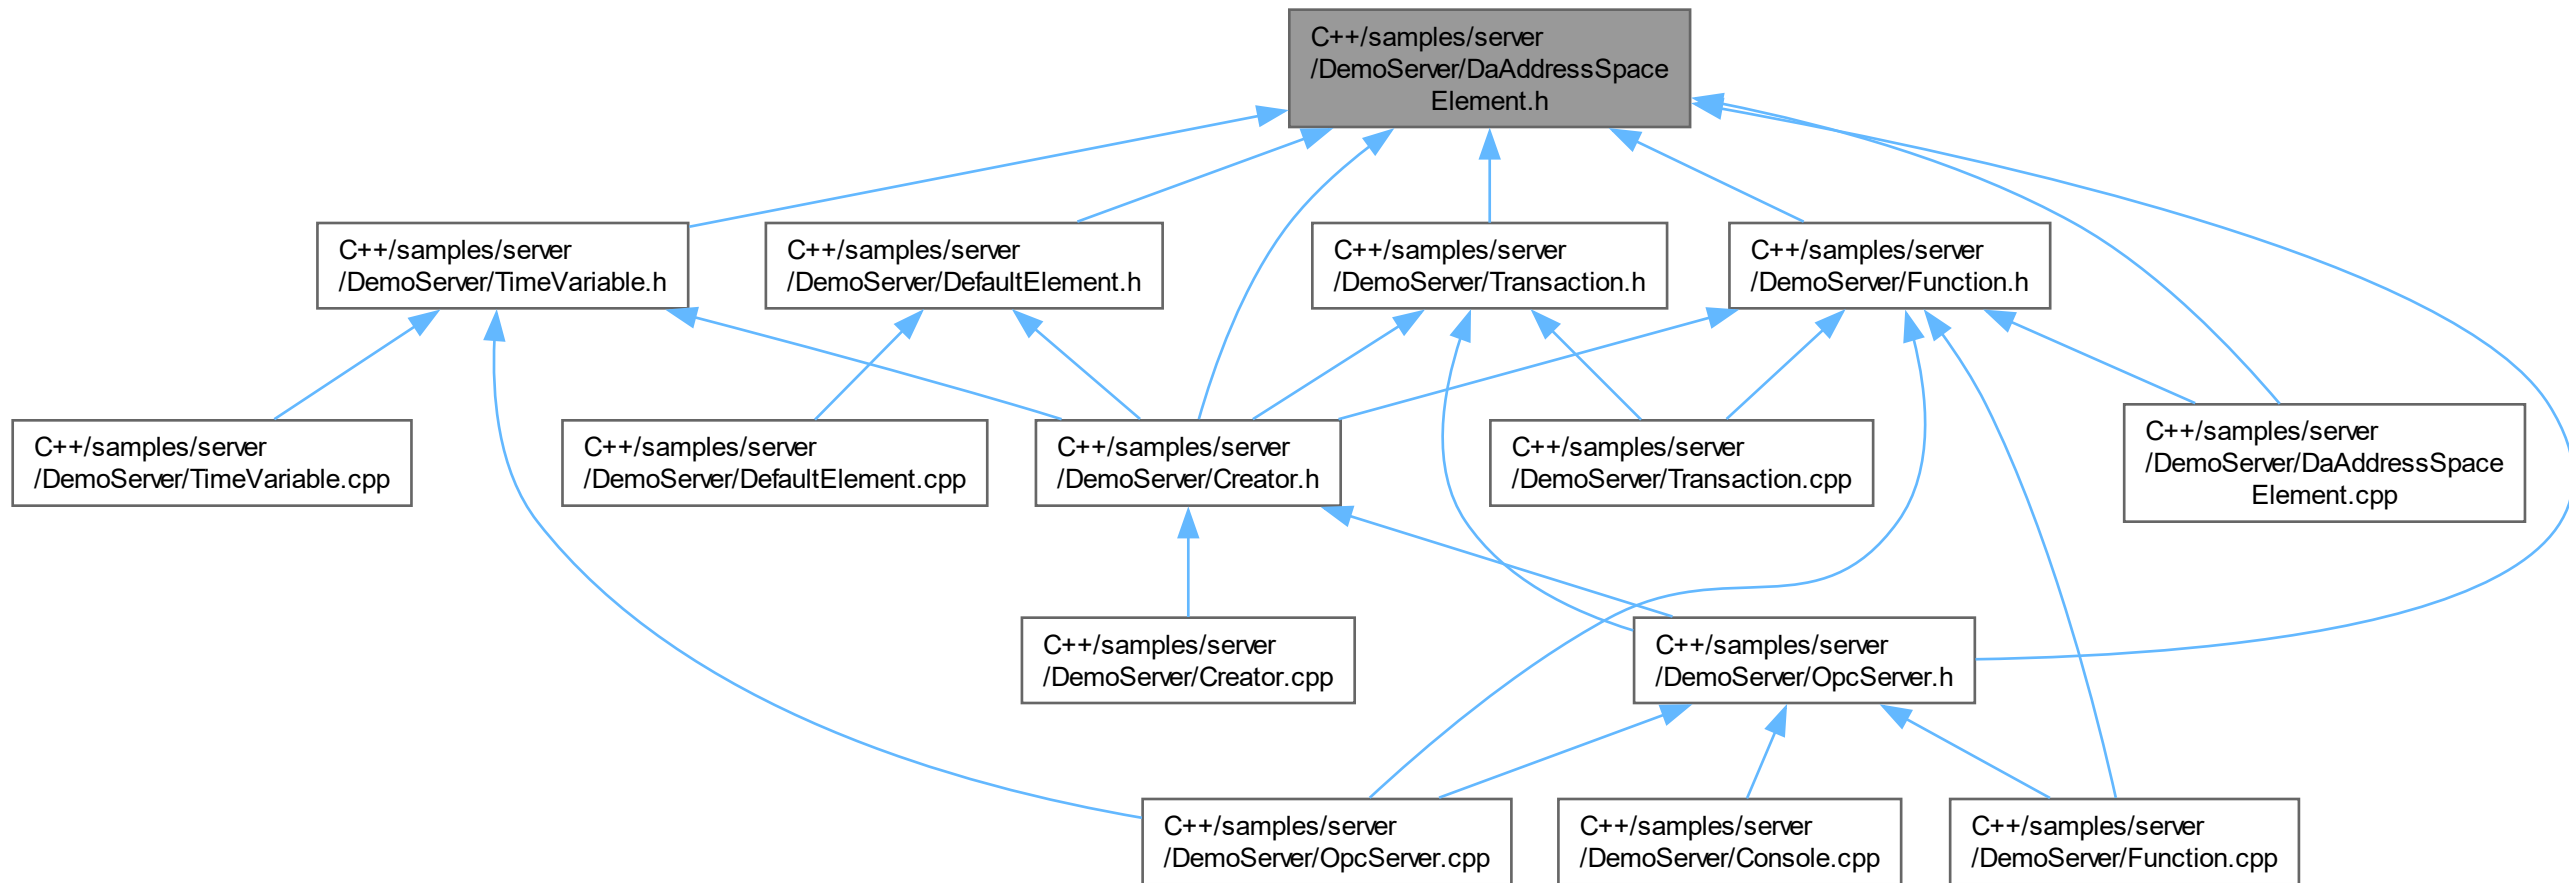 C++/samples/server
/DemoServer/DaAddressSpace
Element.h
C++/samples/server
/DemoServer/TimeVariable.h
C++/samples/server
/DemoServer/DefaultElement.h
C++/samples/server
/DemoServer/Transaction.h
C++/samples/server
/DemoServer/Function.h
C++/samples/server
/DemoServer/TimeVariable.cpp
C++/samples/server
/DemoServer/DefaultElement.cpp
C++/samples/server
/DemoServer/Creator.h
C++/samples/server
/DemoServer/Transaction.cpp
C++/samples/server
/DemoServer/DaAddressSpace
Element.cpp
C++/samples/server
/DemoServer/Creator.cpp
C++/samples/server
/DemoServer/OpcServer.h
C++/samples/server
/DemoServer/OpcServer.cpp
C++/samples/server
/DemoServer/Console.cpp
C++/samples/server
/DemoServer/Function.cpp